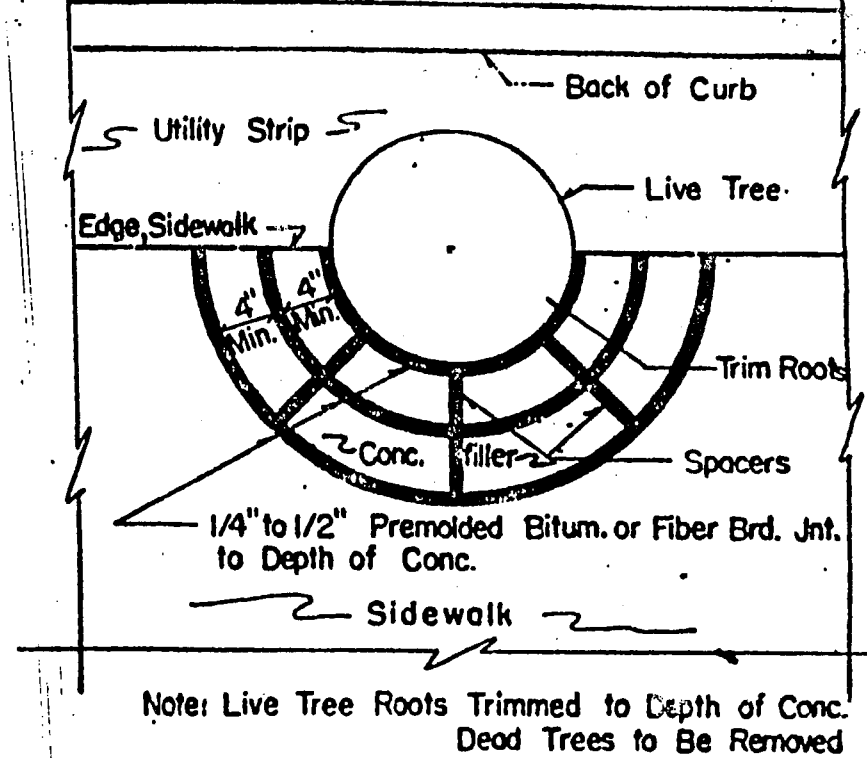 Back of Curb
Utility Strip
Live Tree
Edge, Sidewalk
4" Min.
4" Min.
Trim Roots
Conc. filler
Spacers
1/4" to 1/2" Premolded Bitum. or Fiber Brd. Jnt.
to Depth of Conc.
Sidewalk
Note: Live Tree Roots Trimmed to Depth of Conc.
Dead Trees to Be Removed